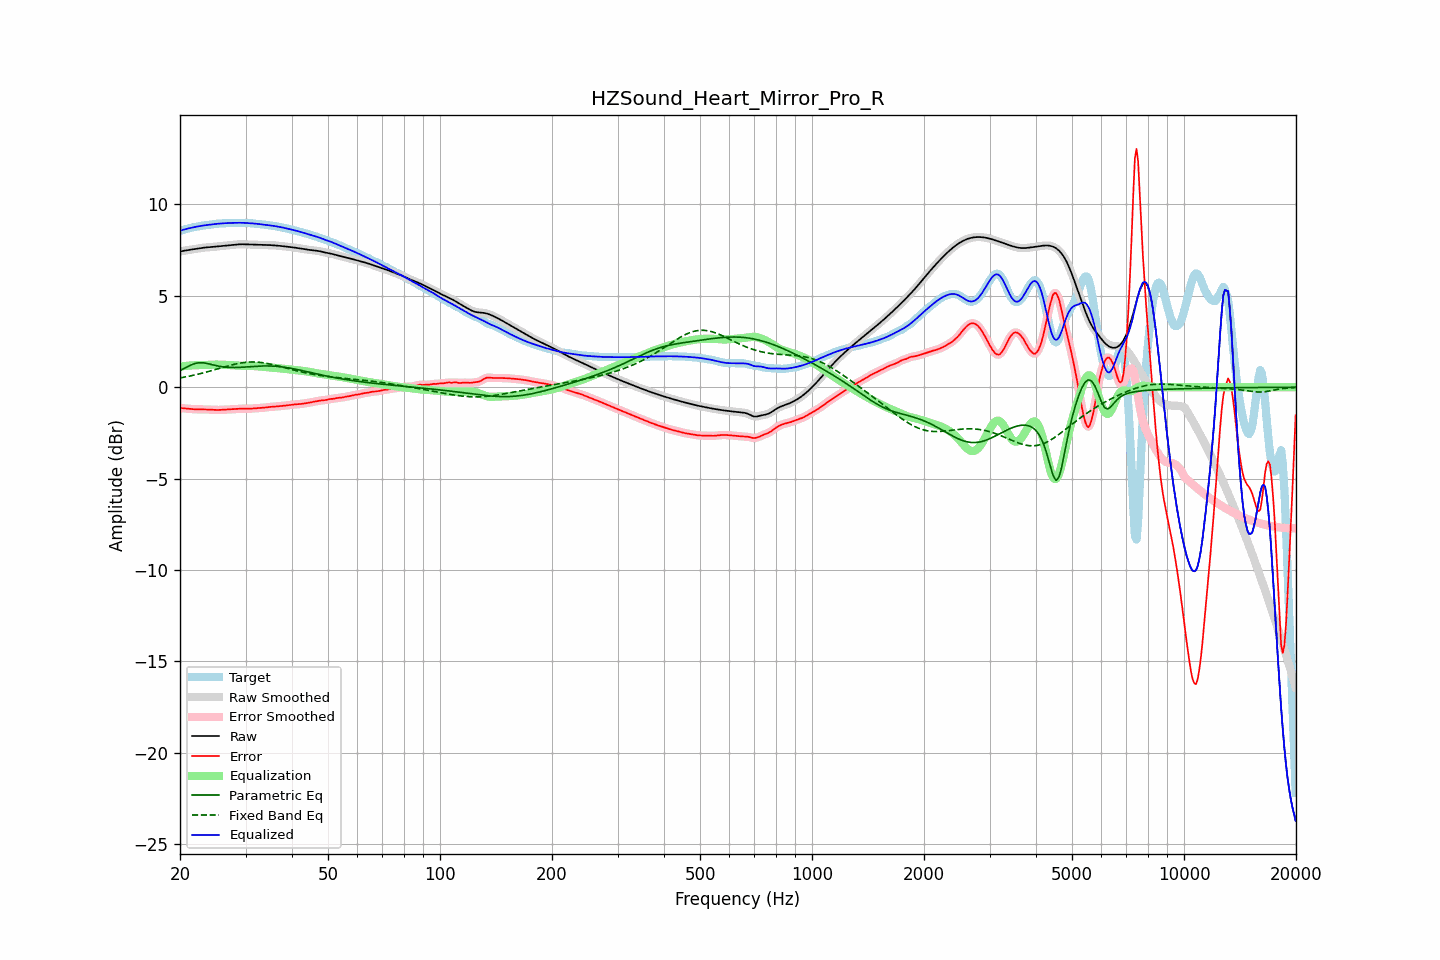 HZSound_Heart_Mirror_Pro_R
Amplitude (dBr)
10
5
0
−5
−10
−15
−20
−25
Target
Raw Smoothed
Error Smoothed
Raw
Error
Equalization
Parametric Eq
Fixed Band Eq
Equalized
20 50 100 200 500 1000 2000 5000 10000 20000
Frequency (Hz)